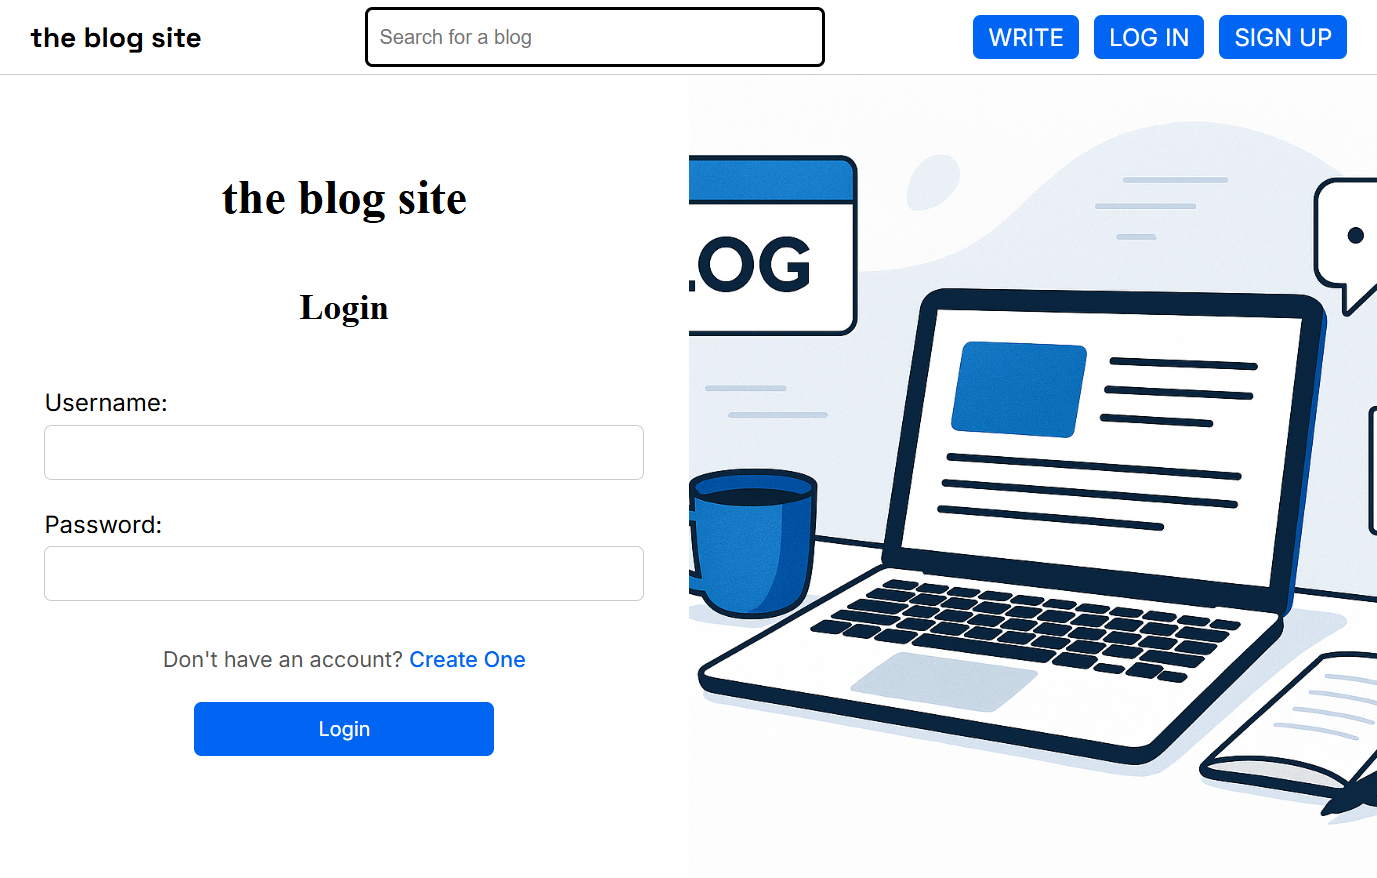 the blog site
Search for a blog
WRITE
LOG IN
SIGN UP
the blog site
Login
Username:
Password:
Don't have an account? Create One
Login
LOG